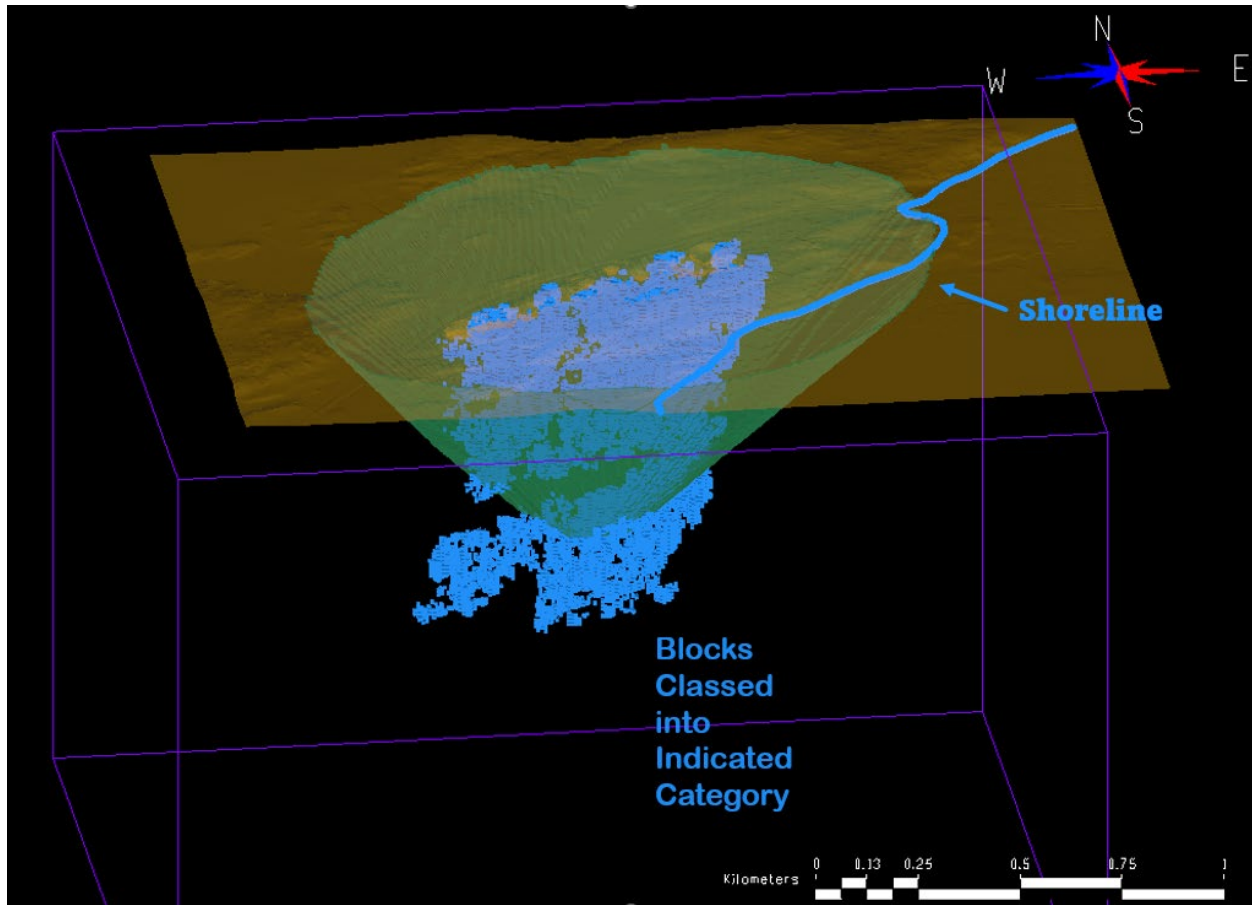 N
W
E
S
Shoreline
Blocks
Classed
into
Indicated
Category
0 0.13 0.25 0.5 0.75 1
Kilometers